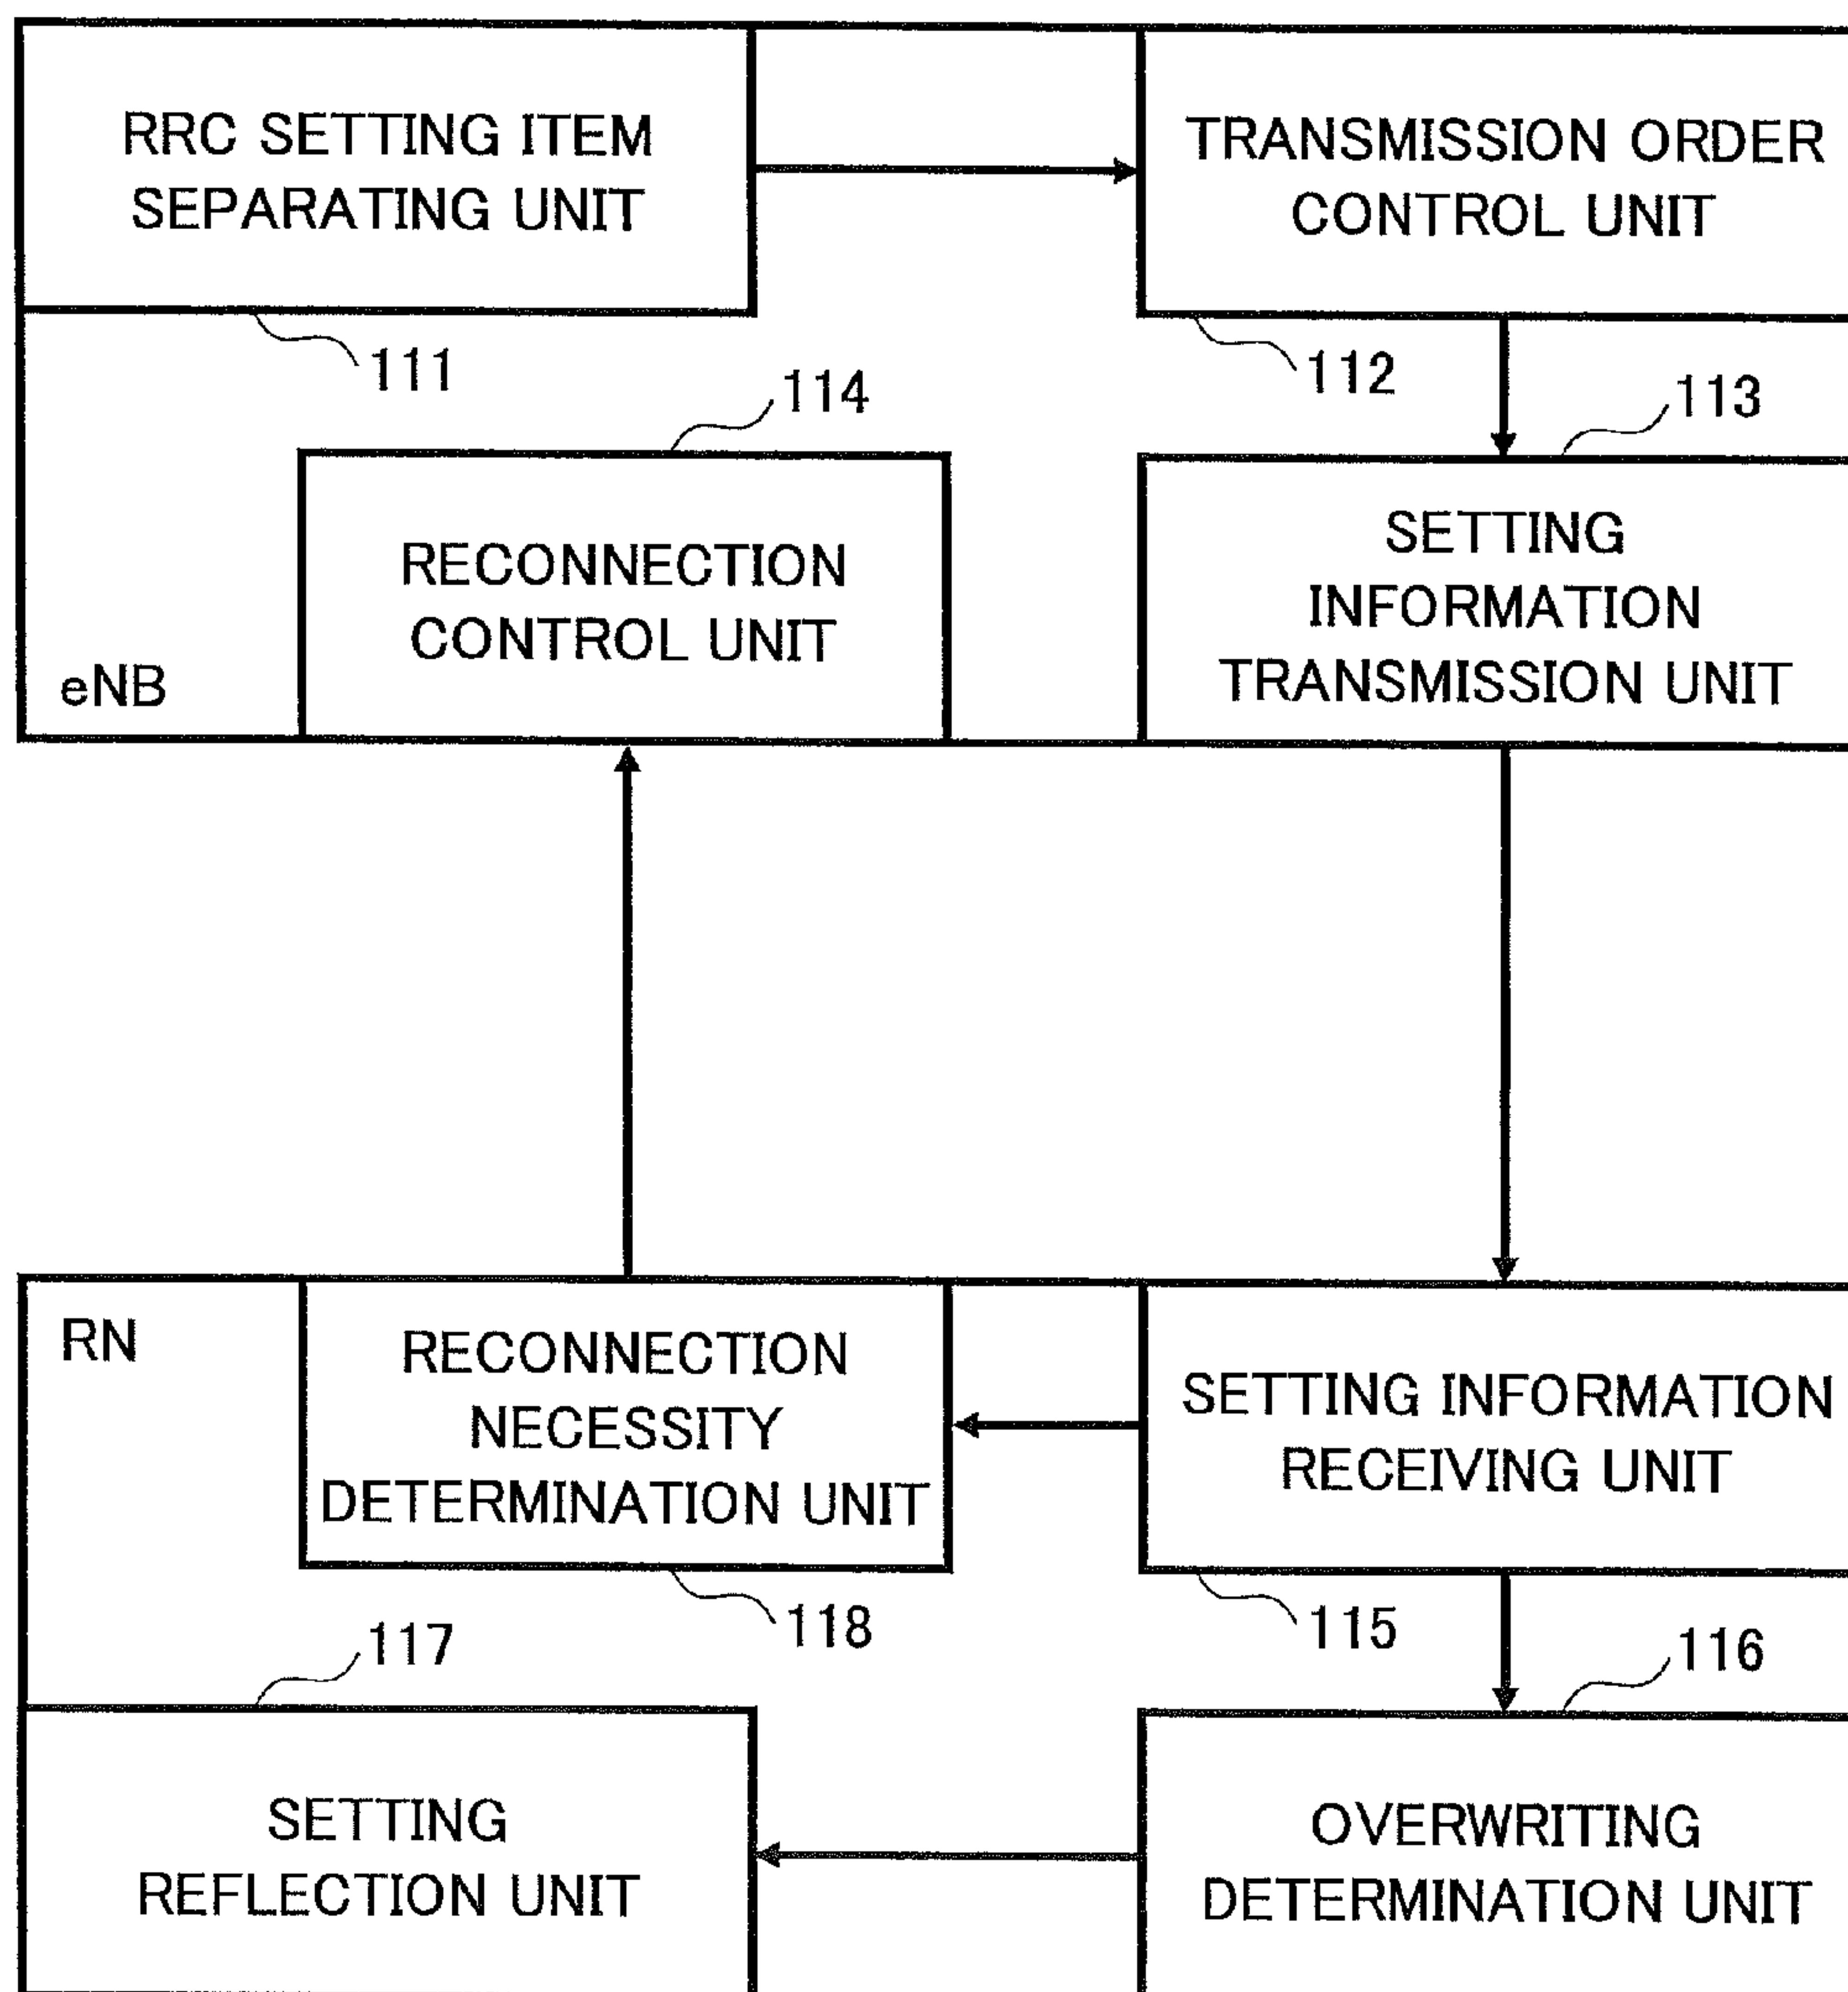 RRC SETTING ITEM
SEPARATING UNIT
TRANSMISSION ORDER
CONTROL UNIT
111
112
114
113
RECONNECTION
CONTROL UNIT
SETTING
INFORMATION
TRANSMISSION UNIT
eNB
RN
RECONNECTION
NECESSITY
DETERMINATION UNIT
SETTING INFORMATION
RECEIVING UNIT
118
115
117
116
SETTING
REFLECTION UNIT
OVERWRITING
DETERMINATION UNIT